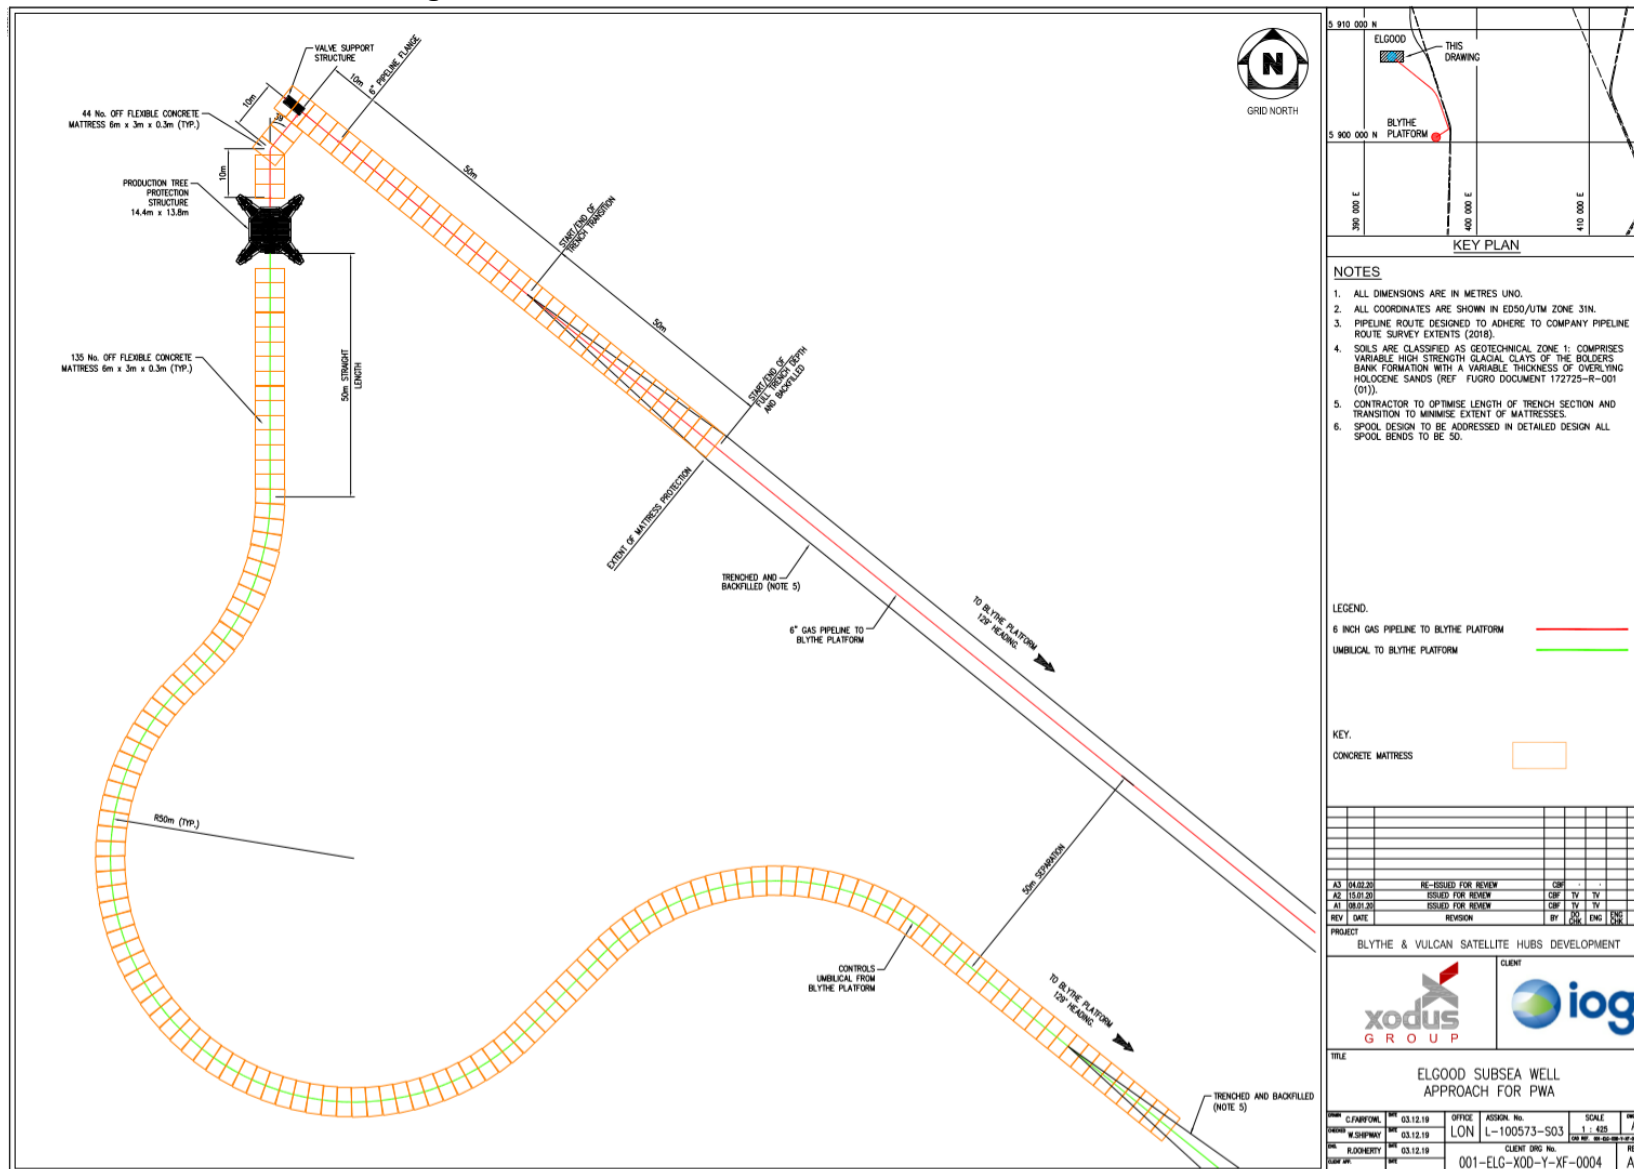 VALVE SUPPORT
STRUCTURE
10m
6" PIPELINE FLANGE
10m
44 No. OFF FLEXIBLE CONCRETE
MATTRESS 6m x 3m x 0.3m (TYP.)
10m
PRODUCTION TREE
PROTECTION
STRUCTURE
14.4m x 13.8m
50m
START/END OF
TRENCH TRANSITION
50m
START/END OF
FULL TRENCH DEPTH
AND BACKFILLED
135 No. OFF FLEXIBLE CONCRETE
MATTRESS 6m x 3m x 0.3m (TYP.)
50m STRAIGHT
LENGTH
EXTENT OF MATTRESS PROTECTION
TRENCHED AND
BACKFILLED (NOTE 5)
6" GAS PIPELINE TO
BLYTHE PLATFORM
TO BLYTHE PLATFORM
129° HEADING.
R50m (TYP.)
50m SEPARATION
CONTROLS
UMBILICAL FROM
BLYTHE PLATFORM
TO BLYTHE PLATFORM
129° HEADING.
TRENCHED AND BACKFILLED
(NOTE 5)
N
GRID NORTH
5 910 000 N
ELGOOD
THIS
DRAWING
BLYTHE
PLATFORM
5 900 000 N
390 000 E
400 000 E
410 000 E
KEY PLAN
NOTES
1. ALL DIMENSIONS ARE IN METRES UNO.
2. ALL COORDINATES ARE SHOWN IN ED50/UTM ZONE 31N.
3. PIPELINE ROUTE DESIGNED TO ADHERE TO COMPANY PIPELINE
ROUTE SURVEY EXTENTS (2018).
4. SOILS ARE CLASSIFIED AS GEOTECHNICAL ZONE 1: COMPRISES
VARIABLE HIGH STRENGTH GLACIAL CLAYS OF THE BOLDERS
BANK FORMATION WITH A VARIABLE THICKNESS OF OVERLYING
HOLOCENE SANDS (REF FUGRO DOCUMENT 172725-R-001
(01)).
5. CONTRACTOR TO OPTIMISE LENGTH OF TRENCH SECTION AND
TRANSITION TO MINIMISE EXTENT OF MATTRESSES.
6. SPOOL DESIGN TO BE ADDRESSED IN DETAILED DESIGN ALL
SPOOL BENDS TO BE 5D.
LEGEND.
6 INCH GAS PIPELINE TO BLYTHE PLATFORM
UMBILICAL TO BLYTHE PLATFORM
KEY.
CONCRETE MATTRESS
A3 04.02.20 RE-ISSUED FOR REVIEW CBF - -
A2 15.01.20 ISSUED FOR REVIEW CBF TV TV
A1 08.01.20 ISSUED FOR REVIEW CBF TV TV
REV DATE REVISION BY DO CHK ENG ENG CHK
PROJECT
BLYTHE & VULCAN SATELLITE HUBS DEVELOPMENT
xodus
GROUP
CLIENT
iog
TITLE
ELGOOD SUBSEA WELL
APPROACH FOR PWA
DRAWN C.FAIRFOWL DATE 03.12.19
CHECKED W.SHIPWAY DATE 03.12.19
ENG. R.DOHERTY DATE 03.12.19
CLIENT APP. DATE
OFFICE
LON
ASSIGN. No.
L-100573-S03
SCALE
1 : 425
CLIENT DRG No.
001-ELG-XOD-Y-XF-0004